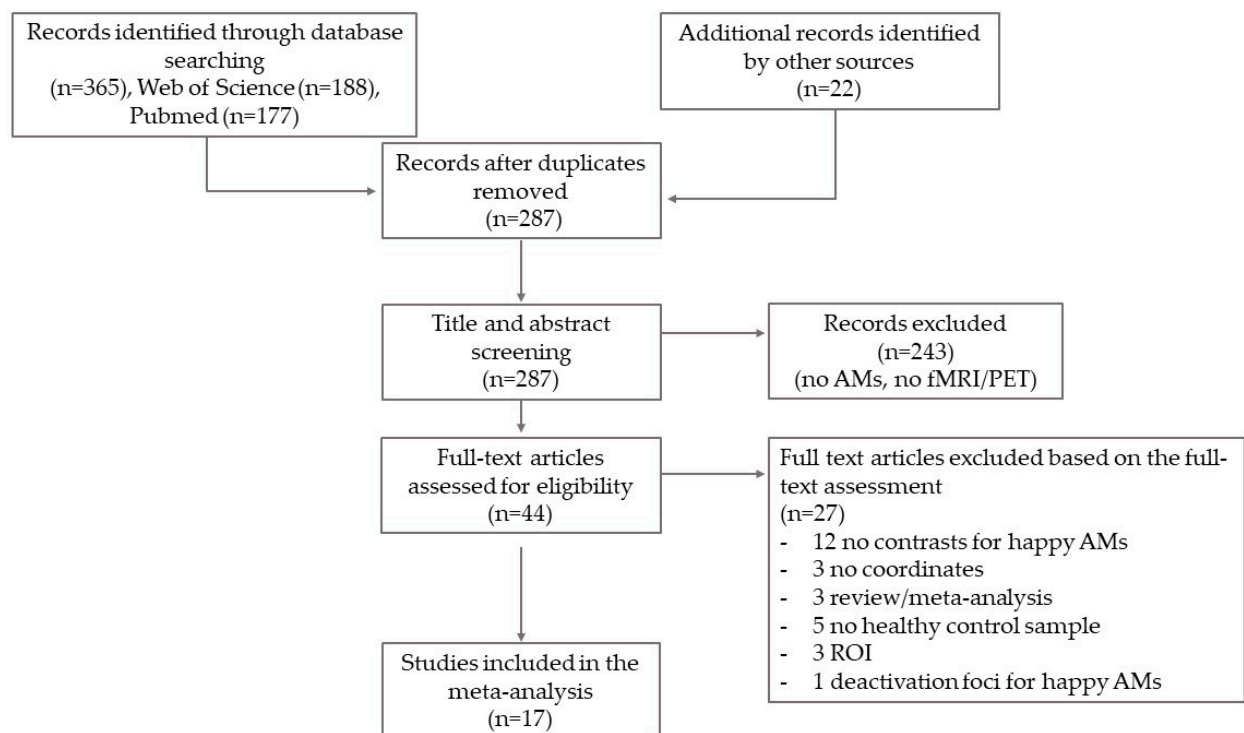 Records identified through database
searching
(n=365), Web of Science (n=188),
Pubmed (n=177)
Additional records identified
by other sources
(n=22)
Records after duplicates
removed
(n=287)
Title and abstract
screening
(n=287)
Records excluded
(n=243)
(no AMs, no fMRI/PET)
Full-text articles
assessed for eligibility
(n=44)
Full text articles excluded based on the full-
text assessment
(n=27)
- 12 no contrasts for happy AMs
- 3 no coordinates
- 3 review/meta-analysis
- 5 no healthy control sample
- 3 ROI
- 1 deactivation foci for happy AMs
Studies included in the
meta-analysis
(n=17)